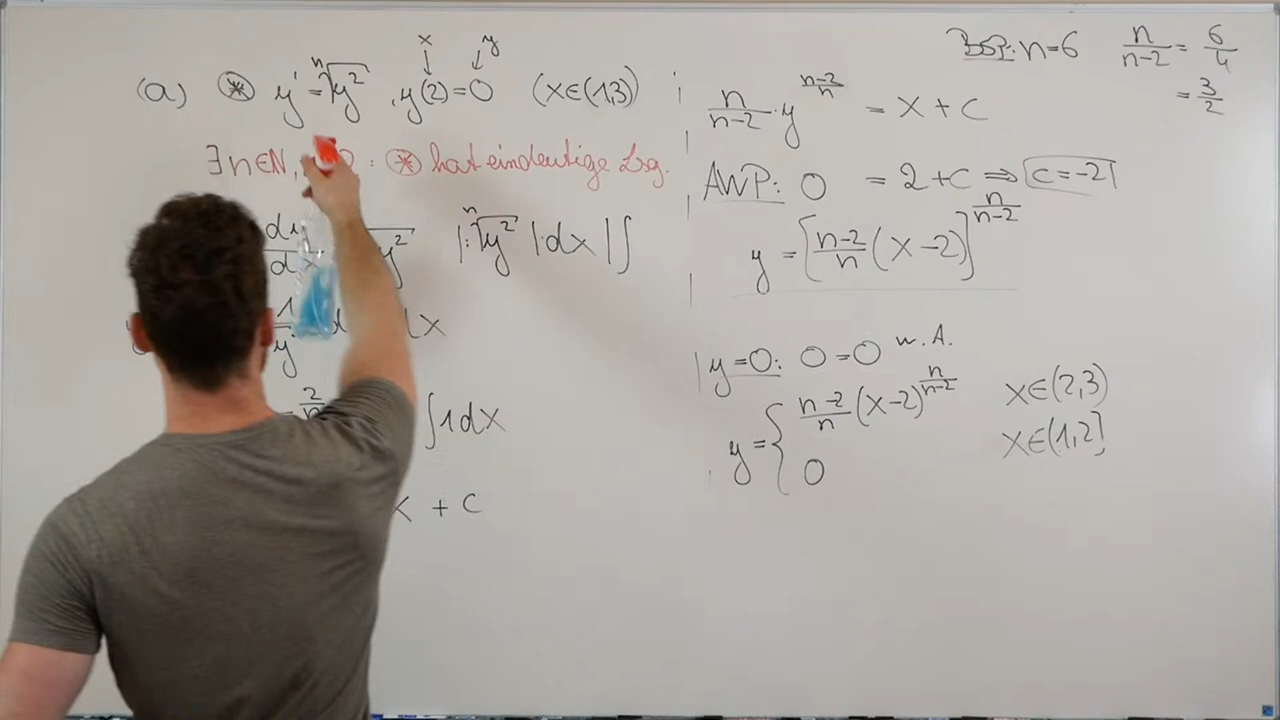 x y
(a) ⊛ y' = ⁿ√y² , y(2) = 0 (x∈(1,3))
∃n∈N, : ⊛ hat eindeutige Lsg.
dy/dx y² |: ⁿ√y² |·dx |∫
1/y dx
2/n ∫1dx
x + c
BSP: n=6 n/(n-2) = 6/4
= 3/2
n/(n-2) · y^((n-2)/n) = x + c
AWP: 0 = 2 + c ⇒ c = -2
y = [(n-2)/n (x-2)]^(n/(n-2))
y=0: 0=0 w.A.
y = { (n-2)/n (x-2)^(n/(n-2)) x∈(2,3)
0 x∈(1,2]